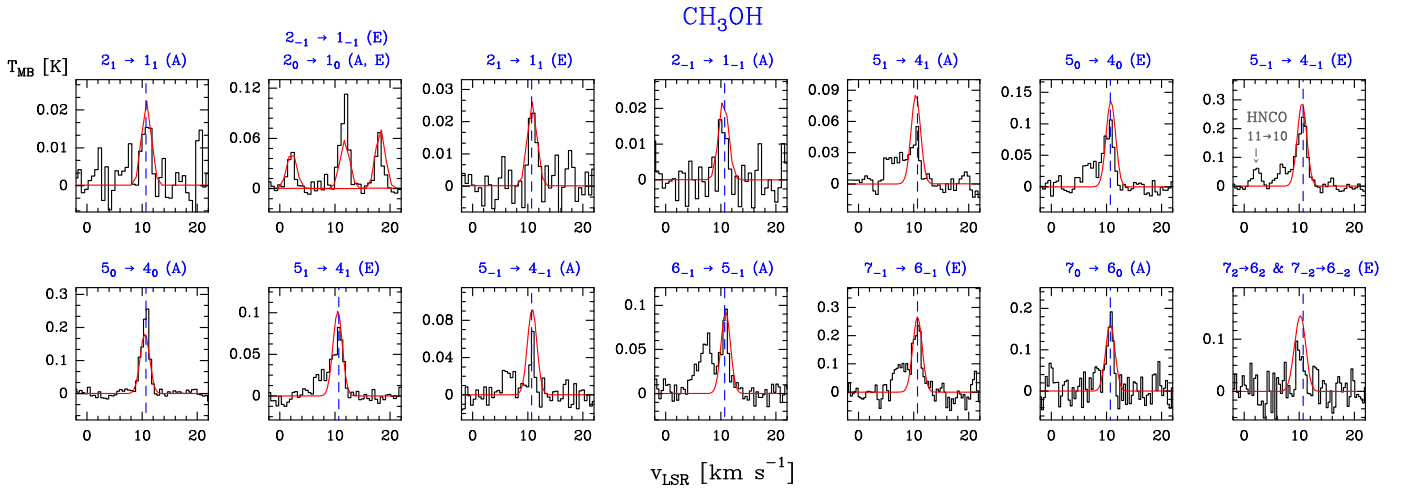 CH₃OH
2₋₁ → 1₋₁ (E)
T_MB [K] 2₁ → 1₁ (A) 2₀ → 1₀ (A, E) 2₁ → 1₁ (E) 2₋₁ → 1₋₁ (A) 5₁ → 4₁ (A) 5₀ → 4₀ (E) 5₋₁ → 4₋₁ (E)
0.02 0.01 0
0.12 0.09 0.06 0.03 0
0.03 0.02 0.01 0
0.02 0.01 0
0.09 0.06 0.03 0
0.15 0.1 0.05 0
0.3 0.2 0.1 0
HNCO
11→10
0 10 20 0 10 20 0 10 20 0 10 20 0 10 20 0 10 20 0 10 20
5₀ → 4₀ (A) 5₁ → 4₁ (E) 5₋₁ → 4₋₁ (A) 6₋₁ → 5₋₁ (A) 7₋₁ → 6₋₁ (E) 7₀ → 6₀ (A) 7₂→6₂ & 7₋₂→6₋₂ (E)
0.3 0.2 0.1 0
0.1 0.05 0
0.08 0.04 0
0.1 0.05 0
0.3 0.2 0.1 0
0.2 0.1 0
0.1 0
0 10 20 0 10 20 0 10 20 0 10 20 0 10 20 0 10 20 0 10 20
v_LSR [km s⁻¹]